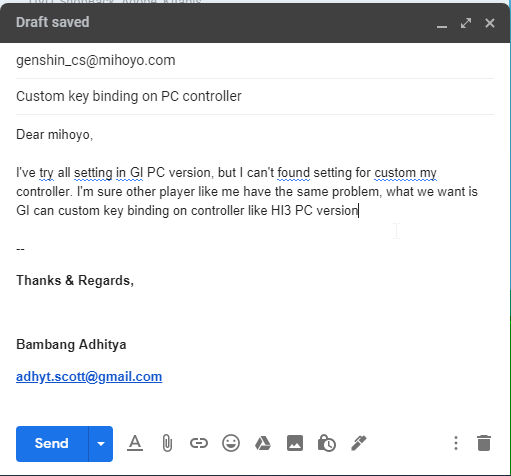 Draft saved
genshin_cs@mihoyo.com
Custom key binding on PC controller
Dear mihoyo,
I've try all setting in GI PC version, but I can't found setting for custom my
controller. I'm sure other player like me have the same problem, what we want is
GI can custom key binding on controller like HI3 PC version
--
Thanks & Regards,
Bambang Adhitya
adhyt.scott@gmail.com
Send